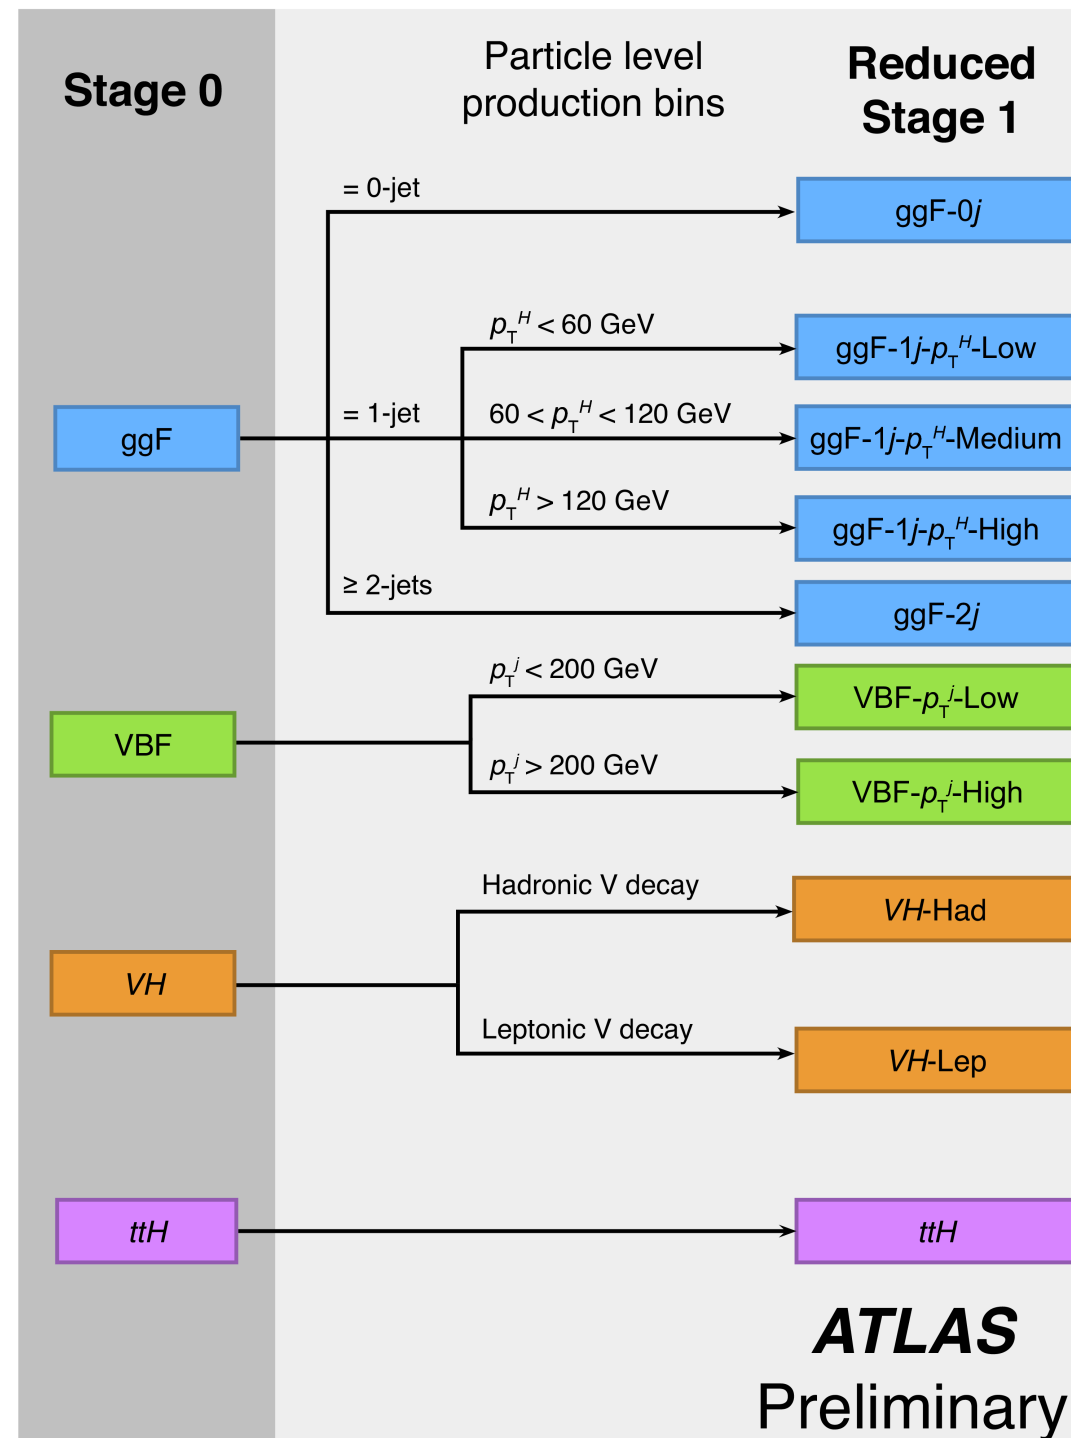 Stage 0
Particle level
production bins
Reduced
Stage 1
= 0-jet
ggF-0j
p_T^H < 60 GeV
ggF-1j-p_T^H-Low
ggF
= 1-jet
60 < p_T^H < 120 GeV
ggF-1j-p_T^H-Medium
p_T^H > 120 GeV
ggF-1j-p_T^H-High
≥ 2-jets
ggF-2j
p_T^j < 200 GeV
VBF-p_T^j-Low
VBF
p_T^j > 200 GeV
VBF-p_T^j-High
Hadronic V decay
VH-Had
VH
Leptonic V decay
VH-Lep
ttH
ttH
ATLAS
Preliminary